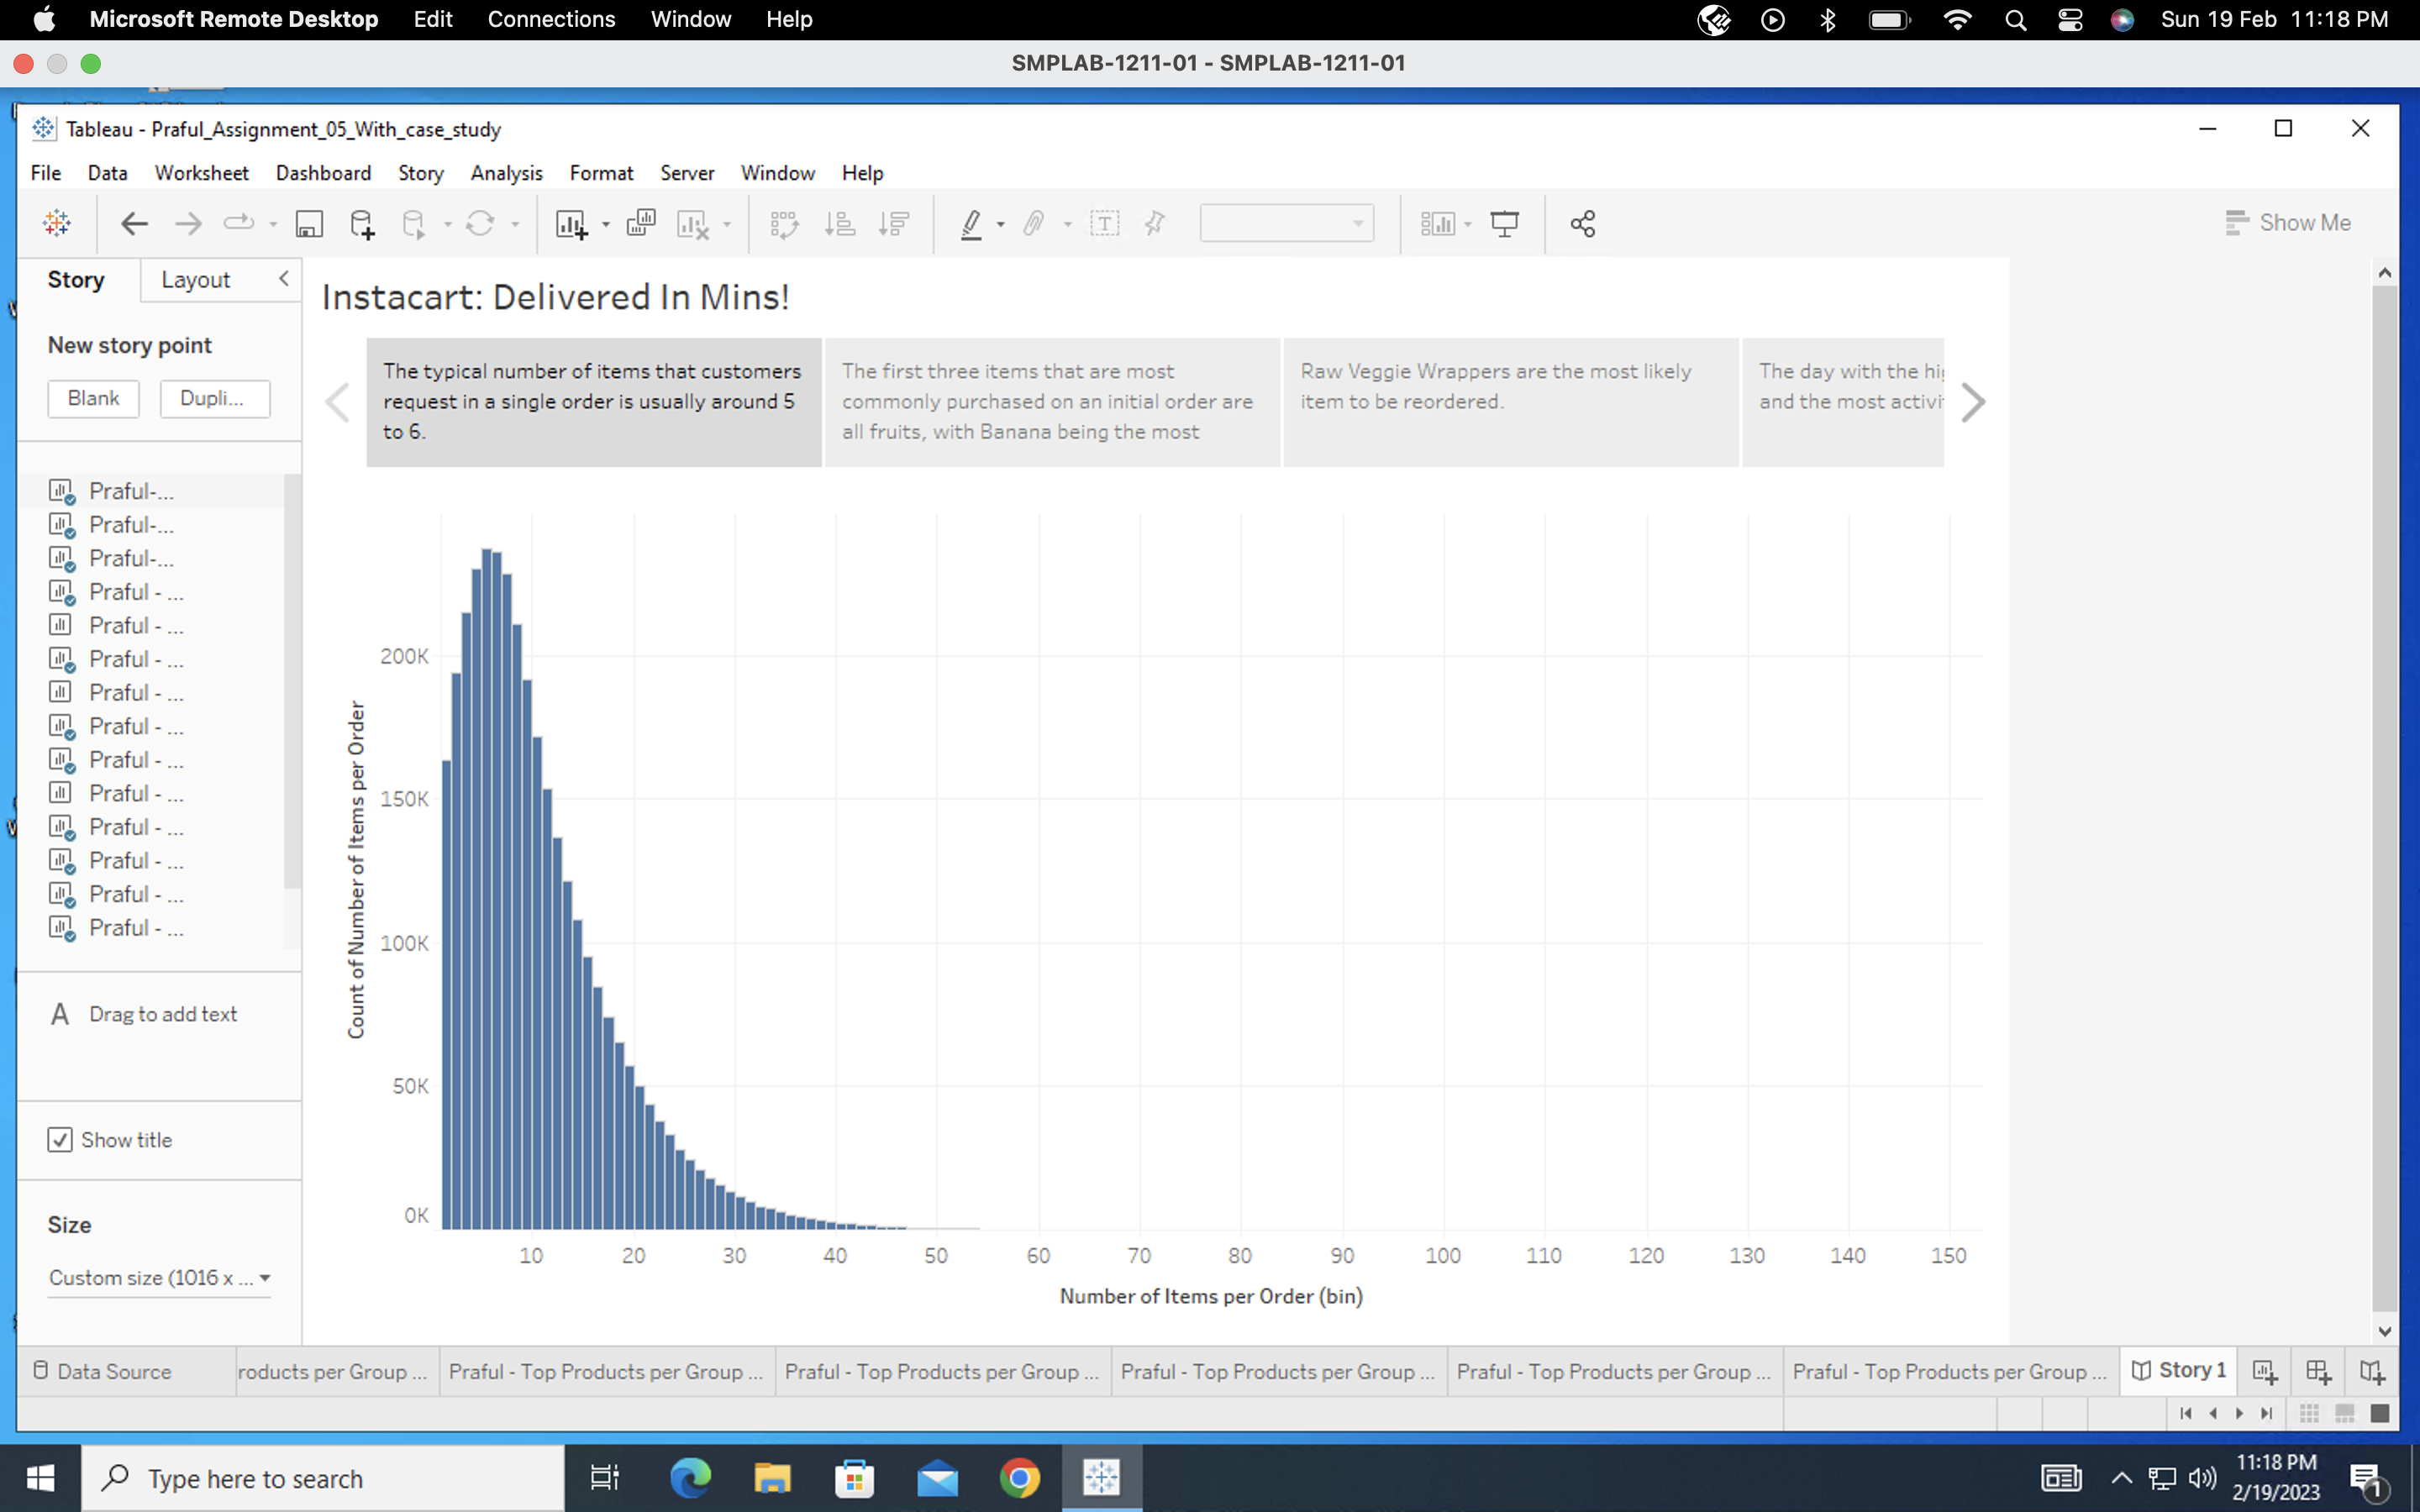 Microsoft Remote Desktop Edit Connections Window Help Sun 19 Feb 11:18 PM
SMPLAB-1211-01 - SMPLAB-1211-01
Tableau - Praful_Assignment_05_With_case_study
File Data Worksheet Dashboard Story Analysis Format Server Window Help
Show Me
Story Layout
New story point
Blank Dupli...
Praful-...
Praful-...
Praful-...
Praful - ...
Praful - ...
Praful - ...
Praful - ...
Praful - ...
Praful - ...
Praful - ...
Praful - ...
Praful - ...
Praful - ...
Praful - ...
A Drag to add text
Show title
Size
Custom size (1016 x ...
Instacart: Delivered In Mins!
The typical number of items that customers
request in a single order is usually around 5
to 6.
The first three items that are most
commonly purchased on an initial order are
all fruits, with Banana being the most
Raw Veggie Wrappers are the most likely
item to be reordered.
The day with the
and the most
Count of Number of Items per Order
200K
150K
100K
50K
0K
10 20 30 40 50 60 70 80 90 100 110 120 130 140 150
Number of Items per Order (bin)
Data Source roducts per Group ... Praful - Top Products per Group ... Praful - Top Products per Group ... Praful - Top Products per Group ... Praful - Top Products per Group ... Praful - Top Products per Group ... Story 1
Type here to search
11:18 PM
2/19/2023
1